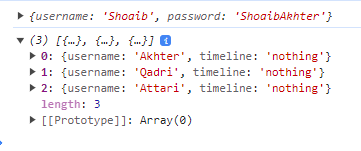 ▶ {username: 'Shoaib', password: 'ShoaibAkhter'}
▼ (3) [{…}, {…}, {…}] i
▶ 0: {username: 'Akhter', timeline: 'nothing'}
▶ 1: {username: 'Qadri', timeline: 'nothing'}
▶ 2: {username: 'Attari', timeline: 'nothing'}
length: 3
▶ [[Prototype]]: Array(0)